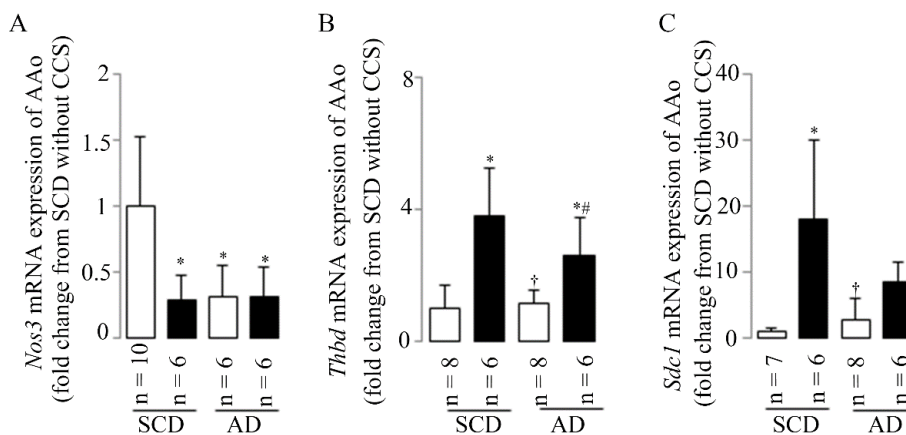 A
Nos3 mRNA expression of AAo
(fold change from SCD without CCS)
2
1.5
1
0.5
0
*
*
*
n = 10
n = 6
n = 6
n = 6
SCD
AD
B
Thbd mRNA expression of AAo
(fold change from SCD without CCS)
8
4
0
*
†
*#
n = 8
n = 6
n = 8
n = 6
SCD
AD
C
Sdc1 mRNA expression of AAo
(fold change from SCD without CCS)
40
30
20
10
0
*
†
n = 7
n = 6
n = 8
n = 6
SCD
AD